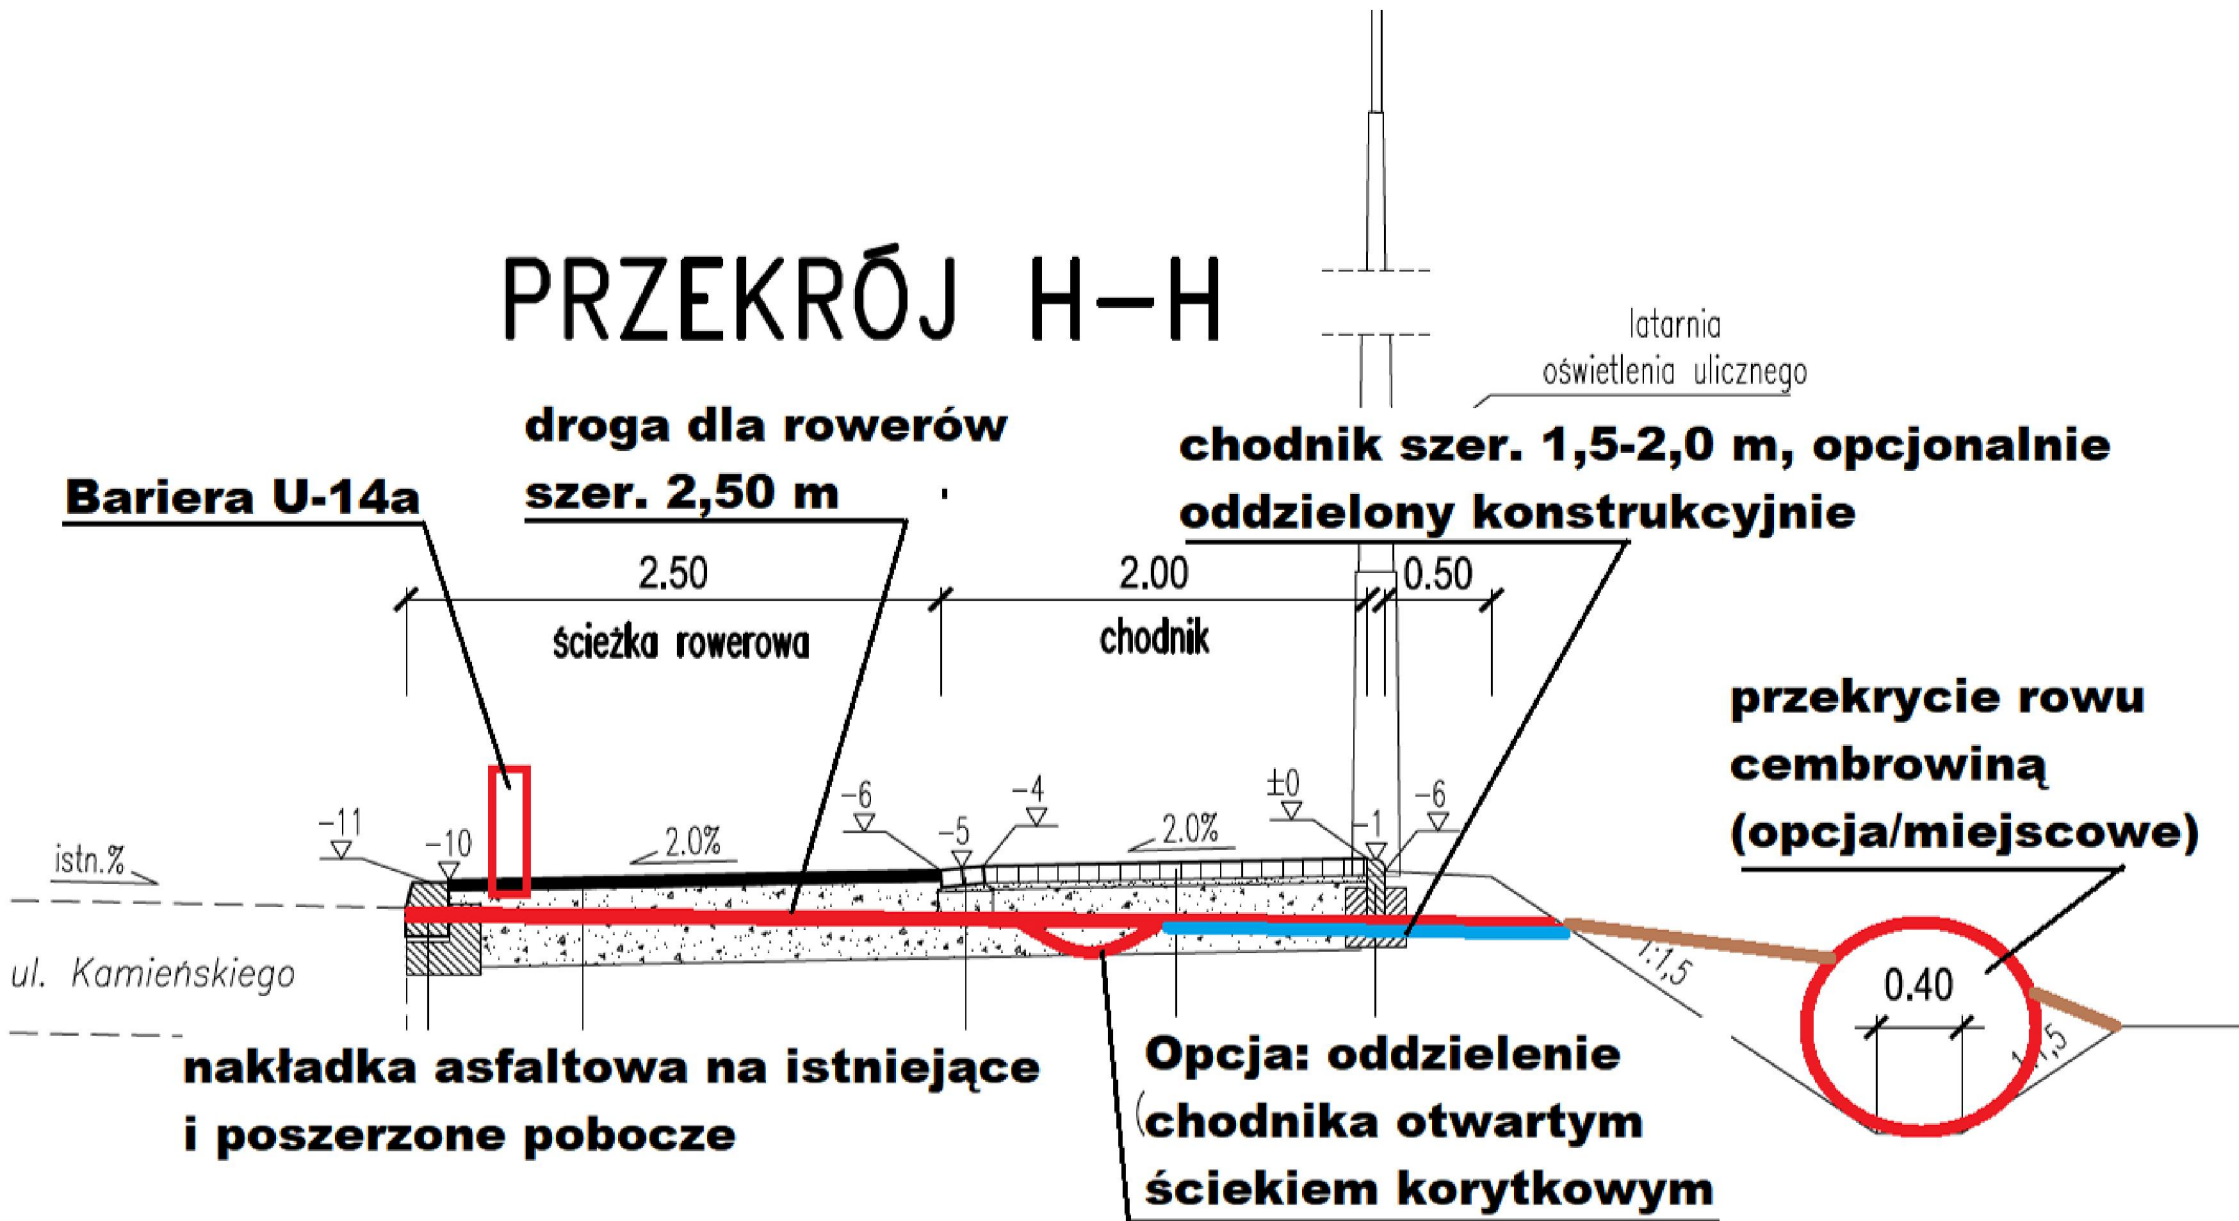 PRZEKRÓJ H–H
latarnia
oświetlenia ulicznego
droga dla rowerów
szer. 2,50 m
chodnik szer. 1,5-2,0 m, opcjonalnie
oddzielony konstrukcyjnie
Bariera U-14a
2.50
2.00
0.50
ścieżka rowerowa
chodnik
przekrycie rowu
cembrowiną
(opcja/miejscowe)
-11
-10
2.0%
-6
-5
-4
2.0%
±0
-1
-6
istn.%
ul. Kamieńskiego
1:1,5
0.40
nakładka asfaltowa na istniejące
i poszerzone pobocze
Opcja: oddzielenie
(chodnika otwartym
ściekiem korytkowym